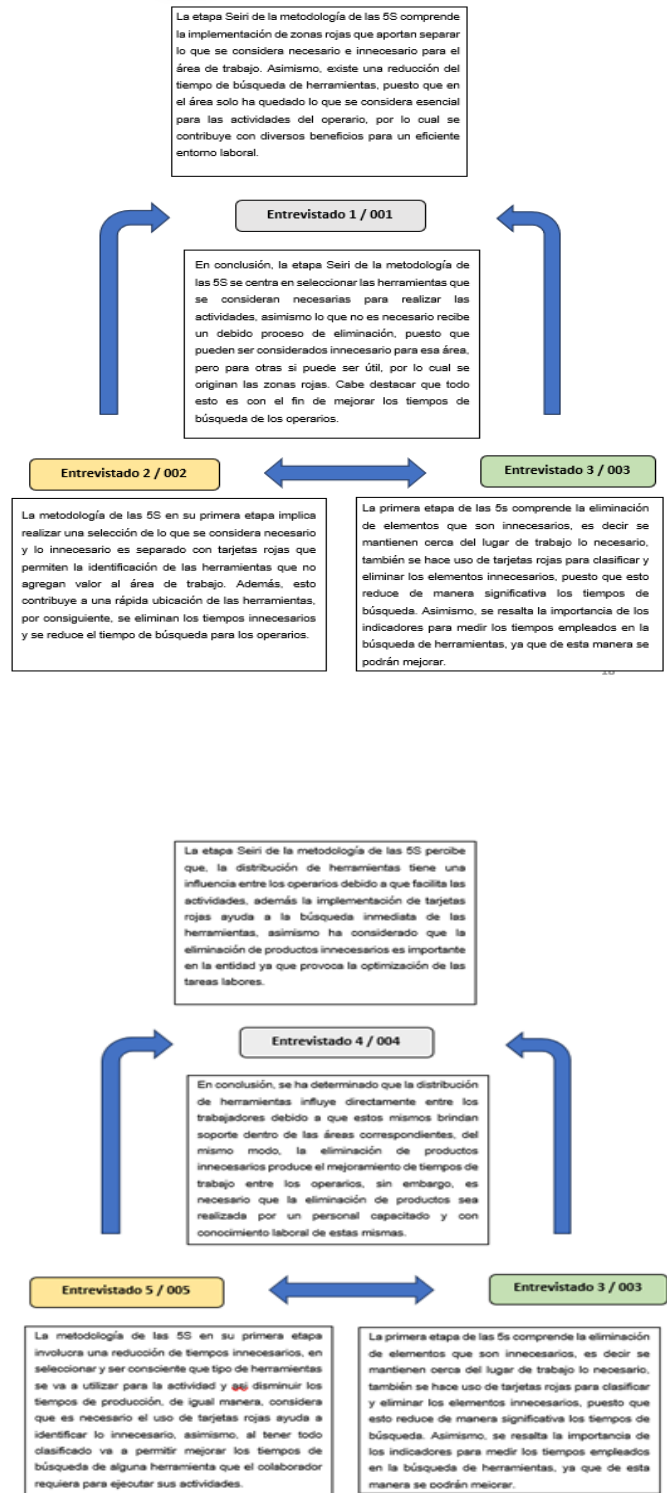 La etapa Seiri de la metodología de las 5S comprende
la implementación de zonas rojas que aportan separar
lo que se considera necesario e innecesario para el
área de trabajo. Asimismo, existe una reducción del
tiempo de búsqueda de herramientas, puesto que en
el área solo ha quedado lo que se considera esencial
para las actividades del operario, por lo cual se
contribuye con diversos beneficios para un eficiente
entorno laboral.
Entrevistado 1 / 001
En conclusión, la etapa Seiri de la metodología de
las 5S se centra en seleccionar las herramientas que
se consideran necesarias para realizar las
actividades, asimismo lo que no es necesario recibe
un debido proceso de eliminación, puesto que
pueden ser considerados innecesario para esa área,
pero para otras si puede ser útil, por lo cual se
originan las zonas rojas. Cabe destacar que todo
esto es con el fin de mejorar los tiempos de
búsqueda de los operarios.
Entrevistado 2 / 002
Entrevistado 3 / 003
La metodología de las 5S en su primera etapa implica
realizar una selección de lo que se considera necesario
y lo innecesario es separado con tarjetas rojas que
permiten la identificación de las herramientas que no
agregan valor al área de trabajo. Además, esto
contribuye a una rápida ubicación de las herramientas,
por consiguiente, se eliminan los tiempos innecesarios
y se reduce el tiempo de búsqueda para los operarios.
La primera etapa de las 5s comprende la eliminación
de elementos que son innecesarios, es decir se
mantienen cerca del lugar de trabajo lo necesario,
también se hace uso de tarjetas rojas para clasificar y
eliminar los elementos innecesarios, puesto que esto
reduce de manera significativa los tiempos de
búsqueda. Asimismo, se resalta la importancia de los
indicadores para medir los tiempos empleados en la
búsqueda de herramientas, ya que de esta manera se
podrán mejorar.
La etapa Seiri de la metodología de las 5S percibe
que, la distribución de herramientas tiene una
influencia entre los operarios debido a que facilita las
actividades, además la implementación de tarjetas
rojas ayuda a la búsqueda inmediata de las
herramientas, asimismo ha considerado que la
eliminación de productos innecesarios es importante
en la entidad ya que provoca la optimización de las
tareas labores.
Entrevistado 4 / 004
En conclusión, se ha determinado que la distribución
de herramientas influye directamente entre los
trabajadores debido a que estos mismos brindan
soporte dentro de las áreas correspondientes, del
mismo modo, la eliminación de productos
innecesarios produce el mejoramiento de tiempos de
trabajo entre los operarios, sin embargo, es
necesario que la eliminación de productos sea
realizada por un personal capacitado y con
conocimiento laboral de estas mismas.
Entrevistado 5 / 005
Entrevistado 3 / 003
La metodología de las 5S en su primera etapa
involucra una reducción de tiempos innecesarios, en
seleccionar y ser consciente que tipo de herramientas
se va a utilizar para la actividad y asi disminuir los
tiempos de producción, de igual manera, considera
que es necesario el uso de tarjetas rojas ayuda a
identificar lo innecesario, asimismo, al tener todo
clasificado va a permitir mejorar los tiempos de
búsqueda de alguna herramienta que el colaborador
requiera para ejecutar sus actividades.
La primera etapa de las 5s comprende la eliminación
de elementos que son innecesarios, es decir se
mantienen cerca del lugar de trabajo lo necesario,
también se hace uso de tarjetas rojas para clasificar
y eliminar los elementos innecesarios, puesto que
esto reduce de manera significativa los tiempos de
búsqueda. Asimismo, se resalta la importancia de
los indicadores para medir los tiempos empleados
en la búsqueda de herramientas, ya que de esta
manera se podrán mejorar.